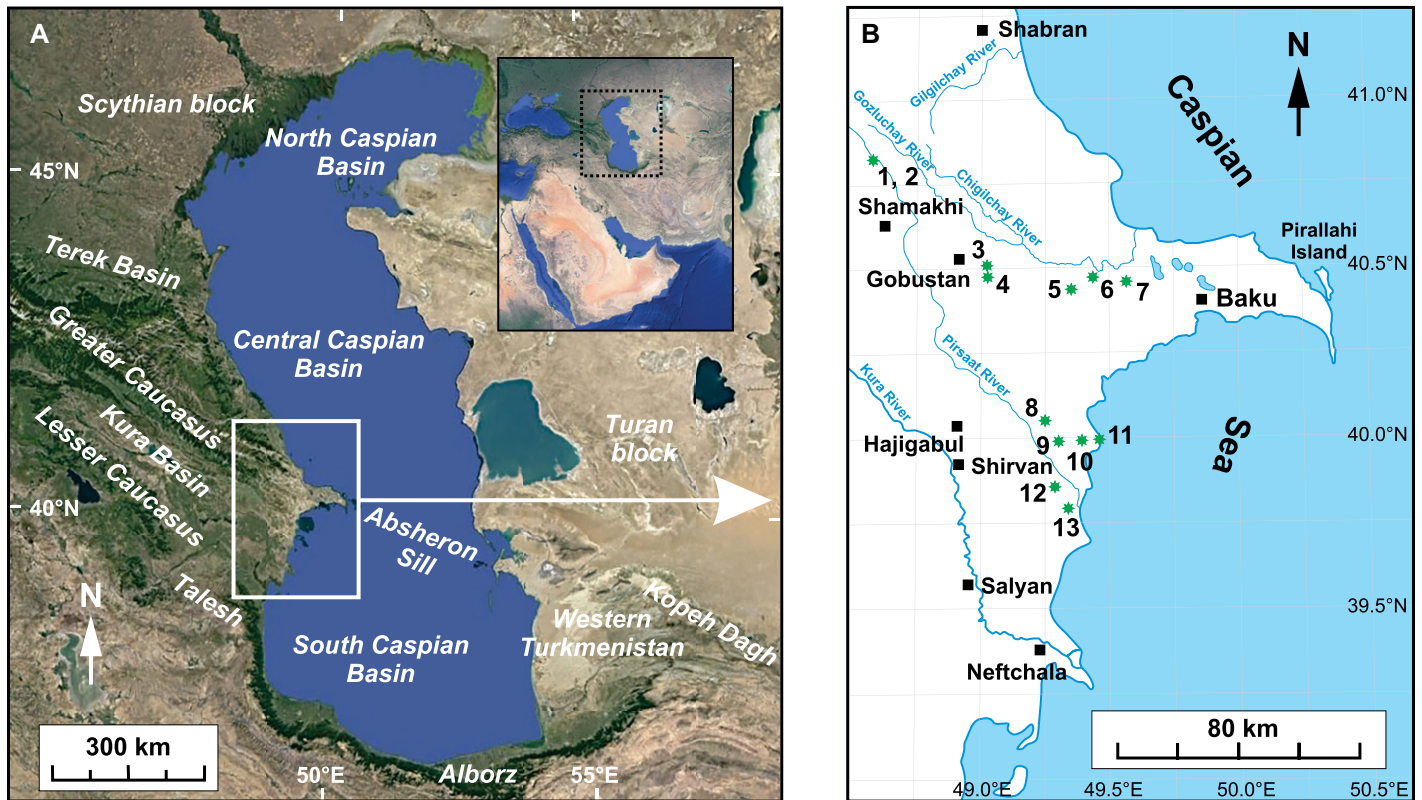 A
Scythian block
North Caspian
Basin
45°N
Terek Basin
Greater Caucasus
Kura Basin
Lesser Caucasus
Central Caspian
Basin
Turan
block
40°N
Absheron
Sill
Talesh
N
South Caspian
Basin
Western
Turkmenistan
Kopeh Dagh
300 km
50°E
55°E
Alborz
B
Shabran
N
Gilgilchay River
Caspian
41.0°N
Gozluchay River
1, 2
Chigilchay River
Shamakhi
Pirallahi
Island
3
40.5°N
Gobustan
4
5
6
7
Baku
Pirsaat River
Kura River
8
Hajigabul
9
10
11
40.0°N
Sea
Shirvan
12
13
Salyan
39.5°N
Neftchala
80 km
49.0°E
49.5°E
50.0°E
50.5°E